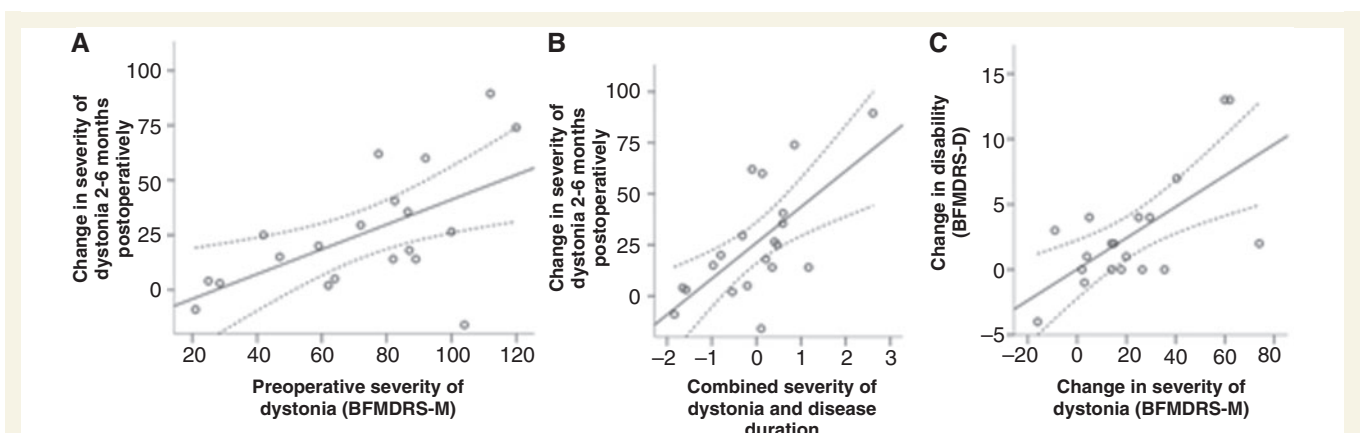 A
Change in severity of
dystonia 2-6 months
postoperatively
100
75
50
25
0
20 40 60 80 100 120
Preoperative severity of
dystonia (BFMDRS-M)
B
Change in severity of
dystonia 2-6 months
postoperatively
100
75
50
25
0
−2 −1 0 1 2 3
Combined severity of
dystonia and disease
duration
C
Change in disability
(BFMDRS-D)
15
10
5
0
−5
−20 0 20 40 60 80
Change in severity of
dystonia (BFMDRS-M)